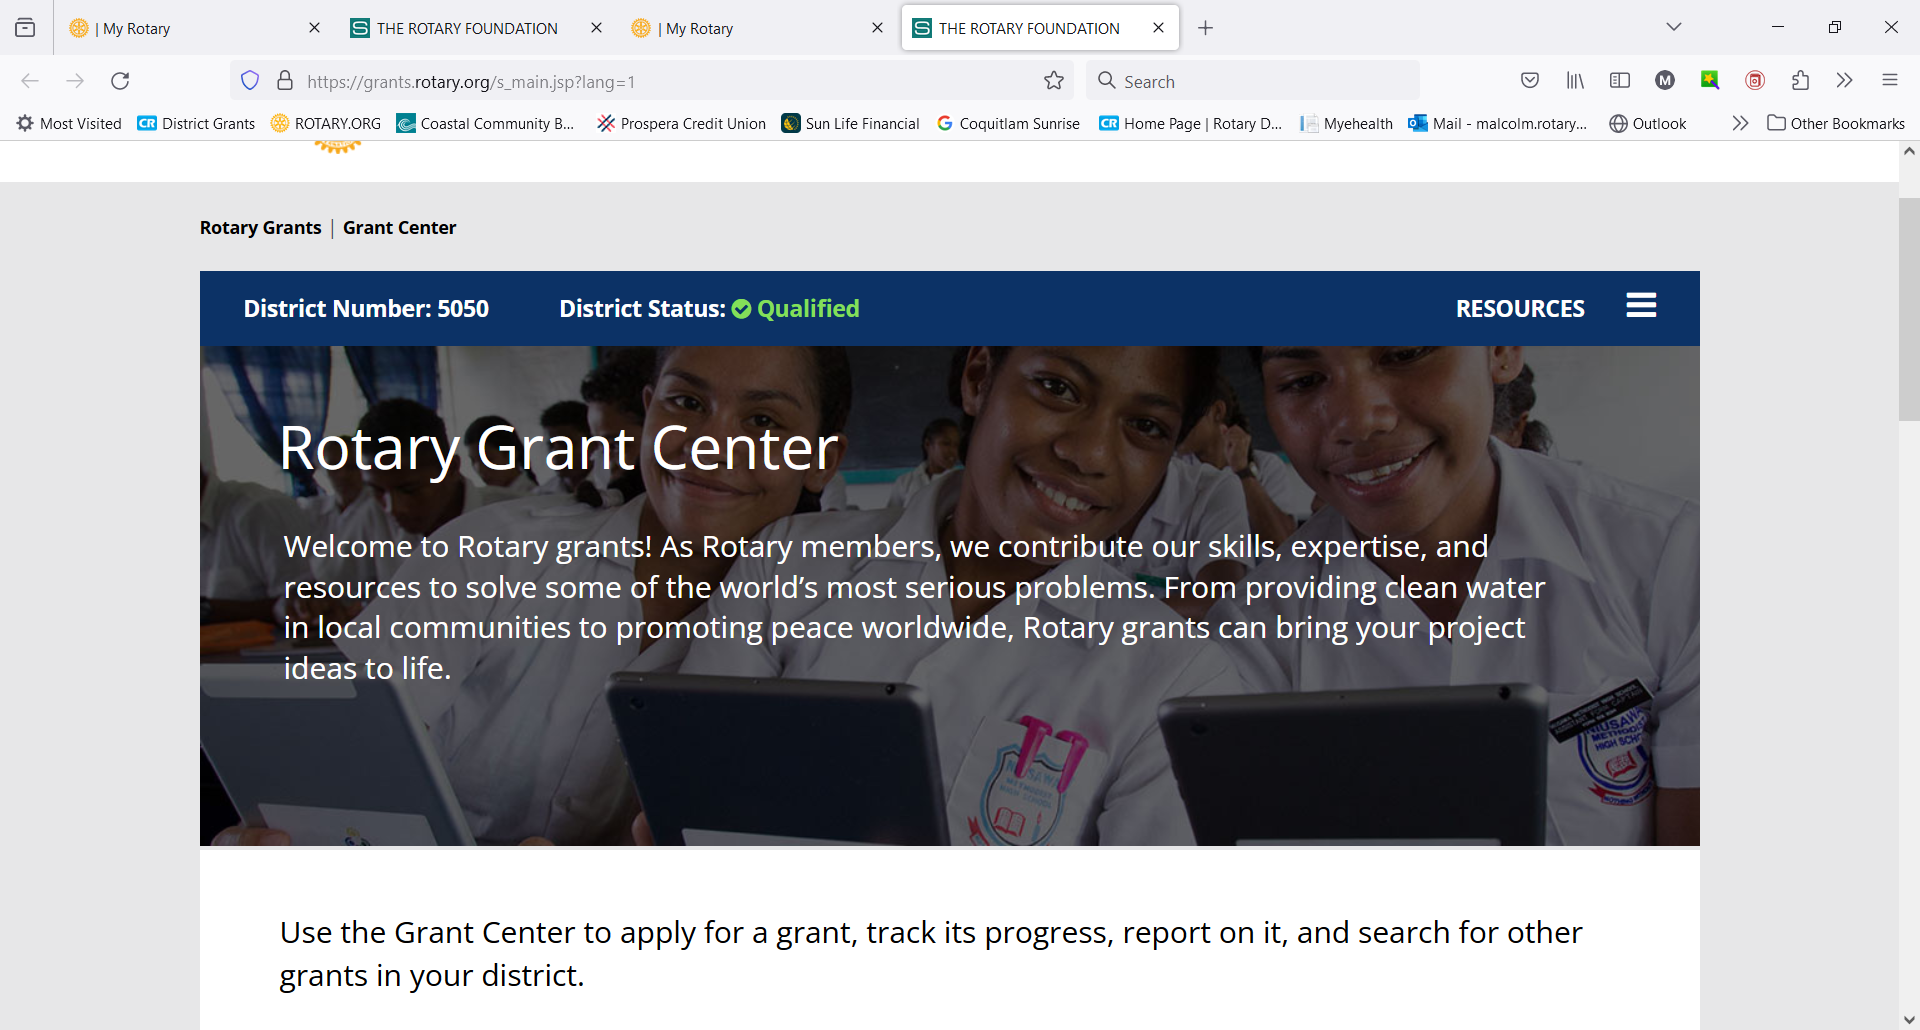 | My Rotary
THE ROTARY FOUNDATION
| My Rotary
THE ROTARY FOUNDATION
https://grants.rotary.org/s_main.jsp?lang=1
Search
M
Most Visited
CR District Grants
ROTARY.ORG
Coastal Community B...
Prospera Credit Union
Sun Life Financial
G Coquitlam Sunrise
CR Home Page | Rotary D...
Myehealth
Mail - malcolm.rotary...
Outlook
Other Bookmarks
Rotary Grants | Grant Center
District Number: 5050 District Status: Qualified RESOURCES
Rotary Grant Center
Welcome to Rotary grants! As Rotary members, we contribute our skills, expertise, and
resources to solve some of the world’s most serious problems. From providing clean water
in local communities to promoting peace worldwide, Rotary grants can bring your project
ideas to life.
NIUSAWA
METHODIST
HIGH SCHOOL
Use the Grant Center to apply for a grant, track its progress, report on it, and search for other
grants in your district.